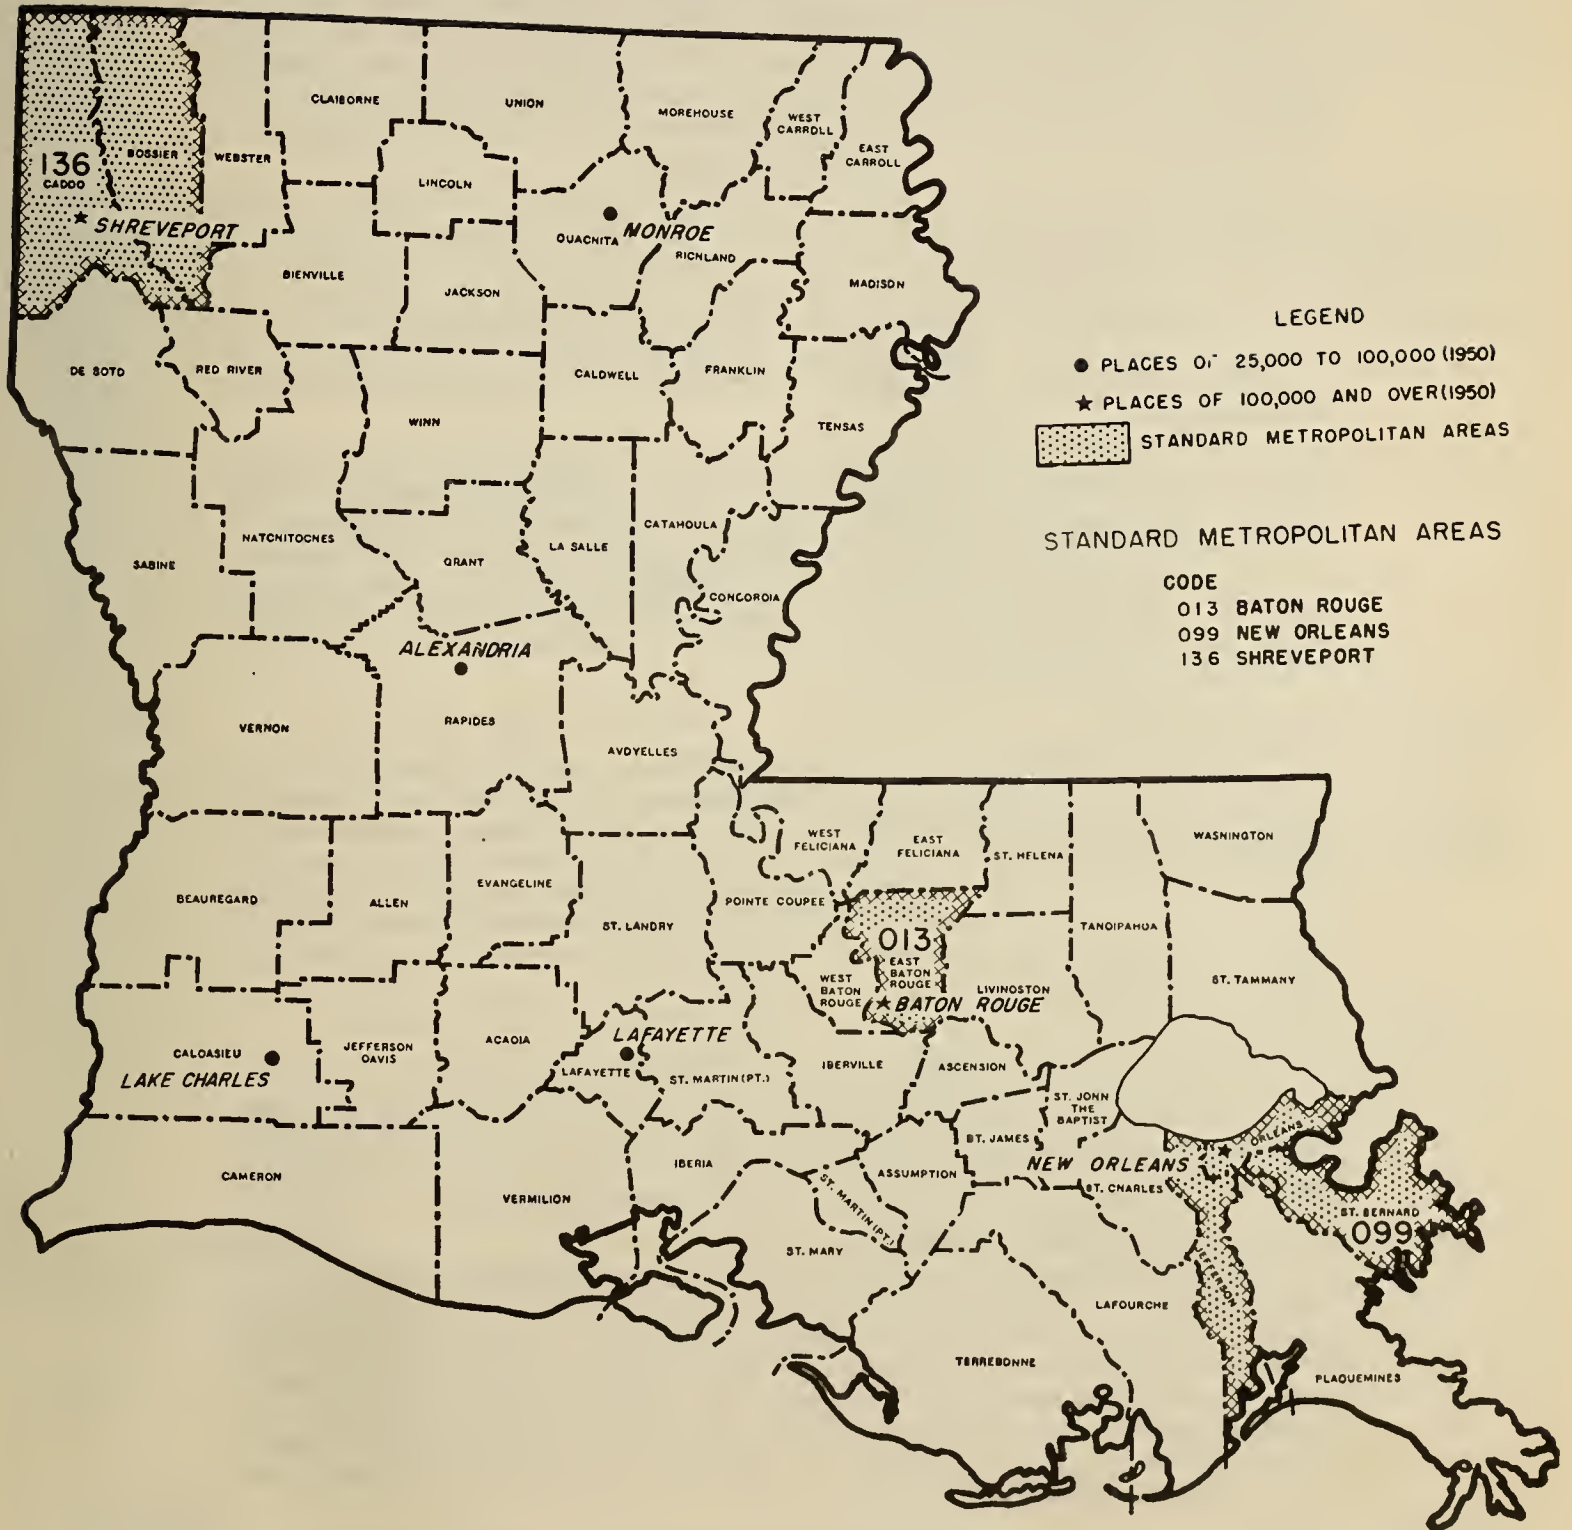 CLAIBORNE
UNION
MOREHOUSE
WEST
CARROLL
EAST
CARROLL
136
CADDO
BOSSIER
WEBSTER
LINCOLN
SHREVEPORT
OUACHITA
MONROE
RICHLAND
BIENVILLE
JACKSON
MADISON
LEGEND
PLACES OF 25,000 TO 100,000 (1950)
PLACES OF 100,000 AND OVER (1950)
STANDARD METROPOLITAN AREAS
DE SOTO
RED RIVER
CALDWELL
FRANKLIN
WINN
TENSAS
STANDARD METROPOLITAN AREAS
CODE
013 BATON ROUGE
099 NEW ORLEANS
136 SHREVEPORT
NATCHITOCHES
SABINE
GRANT
LA SALLE
CATAHOULA
CONCORDIA
ALEXANDRIA
VERNON
RAPIDES
AVOYELLES
WEST
FELICIANA
EAST
FELICIANA
ST. HELENA
WASHINGTON
BEAUREGARD
ALLEN
EVANGELINE
ST. LANDRY
POINTE COUPEE
013
EAST
BATON
ROUGE
TANGIPAHOA
WEST
BATON
ROUGE
BATON ROUGE
LIVINGSTON
ST. TAMMANY
CALCASIEU
LAKE CHARLES
JEFFERSON
DAVIS
ACADIA
LAFAYETTE
LAFAYETTE
ST. MARTIN (PT.)
IBERVILLE
ASCENSION
ST. JOHN
THE
BAPTIST
ST. JAMES
NEW ORLEANS
ORLEANS
CAMERON
VERMILION
IBERIA
ST. MARTIN (PT.)
ASSUMPTION
ST. CHARLES
ST. BERNARD
099
ST. MARY
JEFFERSON
LAFOURCHE
TERREBONNE
PLAQUEMINES